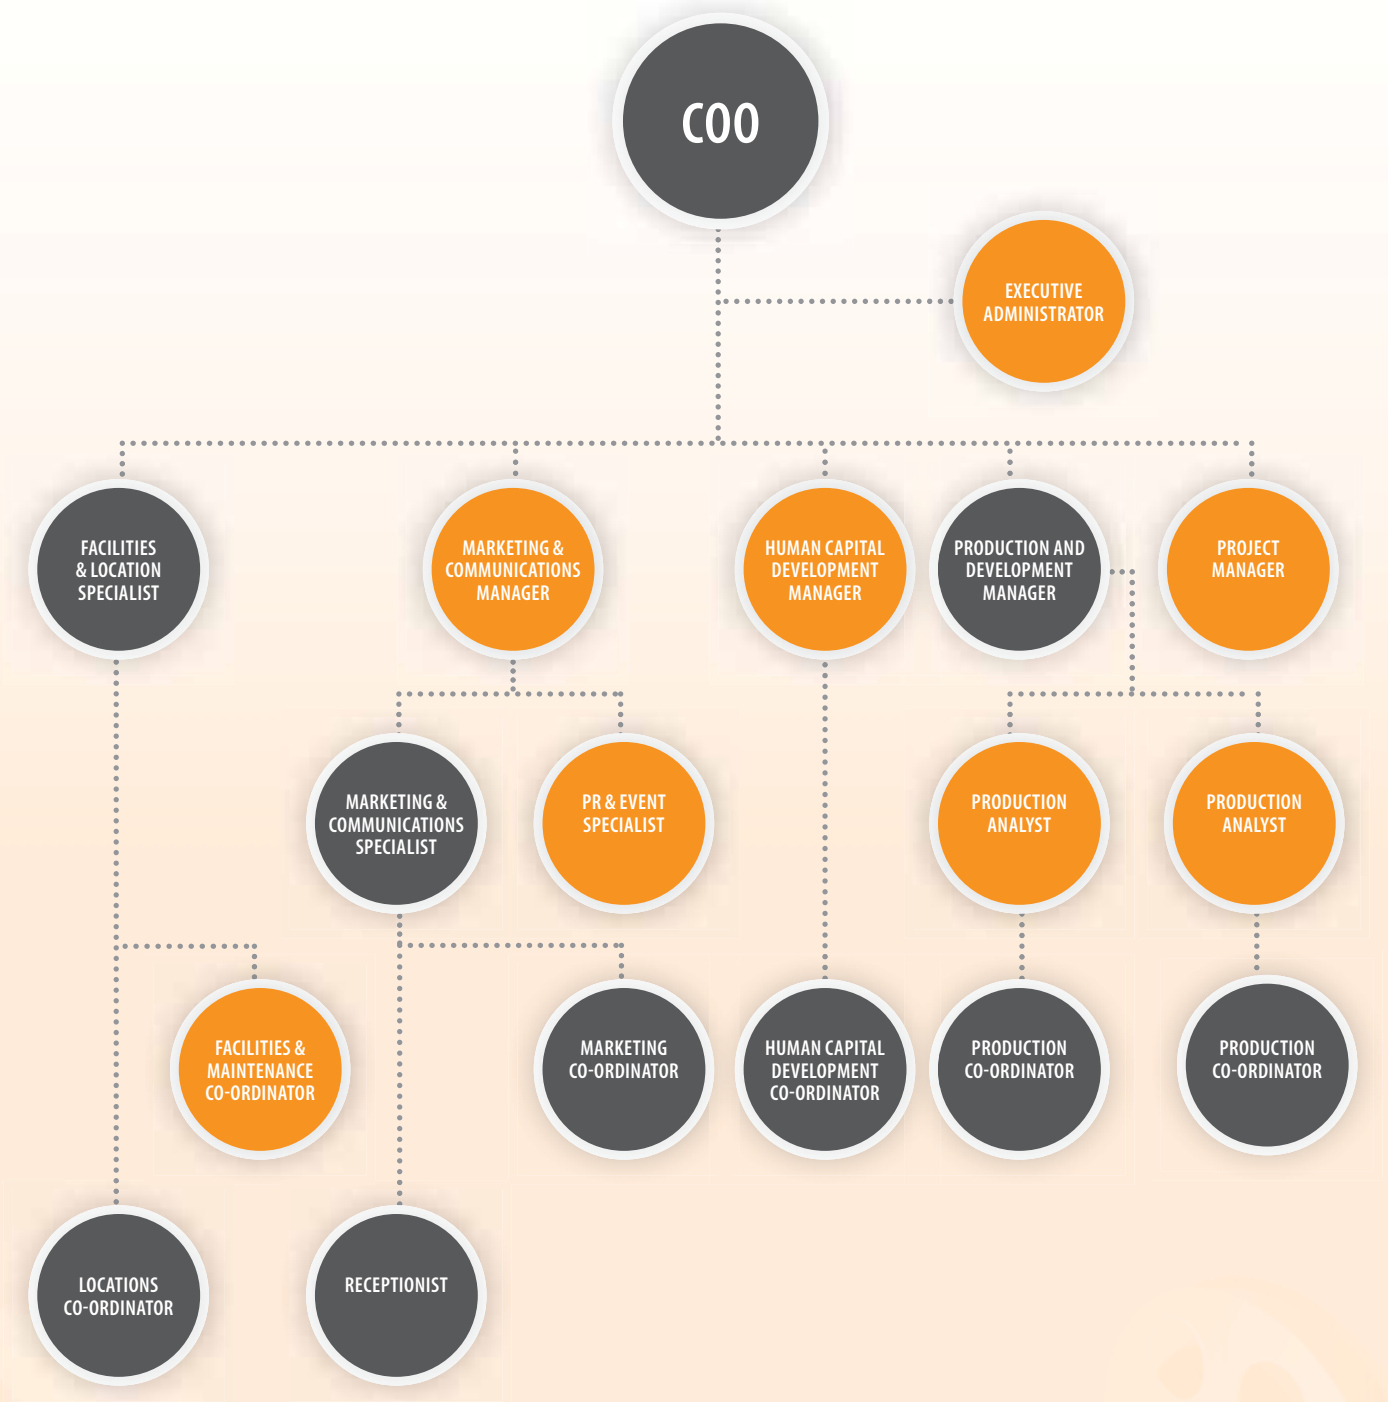 COO
EXECUTIVE
ADMINISTRATOR
FACILITIES
& LOCATION
SPECIALIST
MARKETING &
COMMUNICATIONS
MANAGER
HUMAN CAPITAL
DEVELOPMENT
MANAGER
PRODUCTION AND
DEVELOPMENT
MANAGER
PROJECT
MANAGER
MARKETING &
COMMUNICATIONS
SPECIALIST
PR & EVENT
SPECIALIST
PRODUCTION
ANALYST
PRODUCTION
ANALYST
FACILITIES &
MAINTENANCE
CO-ORDINATOR
MARKETING
CO-ORDINATOR
HUMAN CAPITAL
DEVELOPMENT
CO-ORDINATOR
PRODUCTION
CO-ORDINATOR
PRODUCTION
CO-ORDINATOR
LOCATIONS
CO-ORDINATOR
RECEPTIONIST